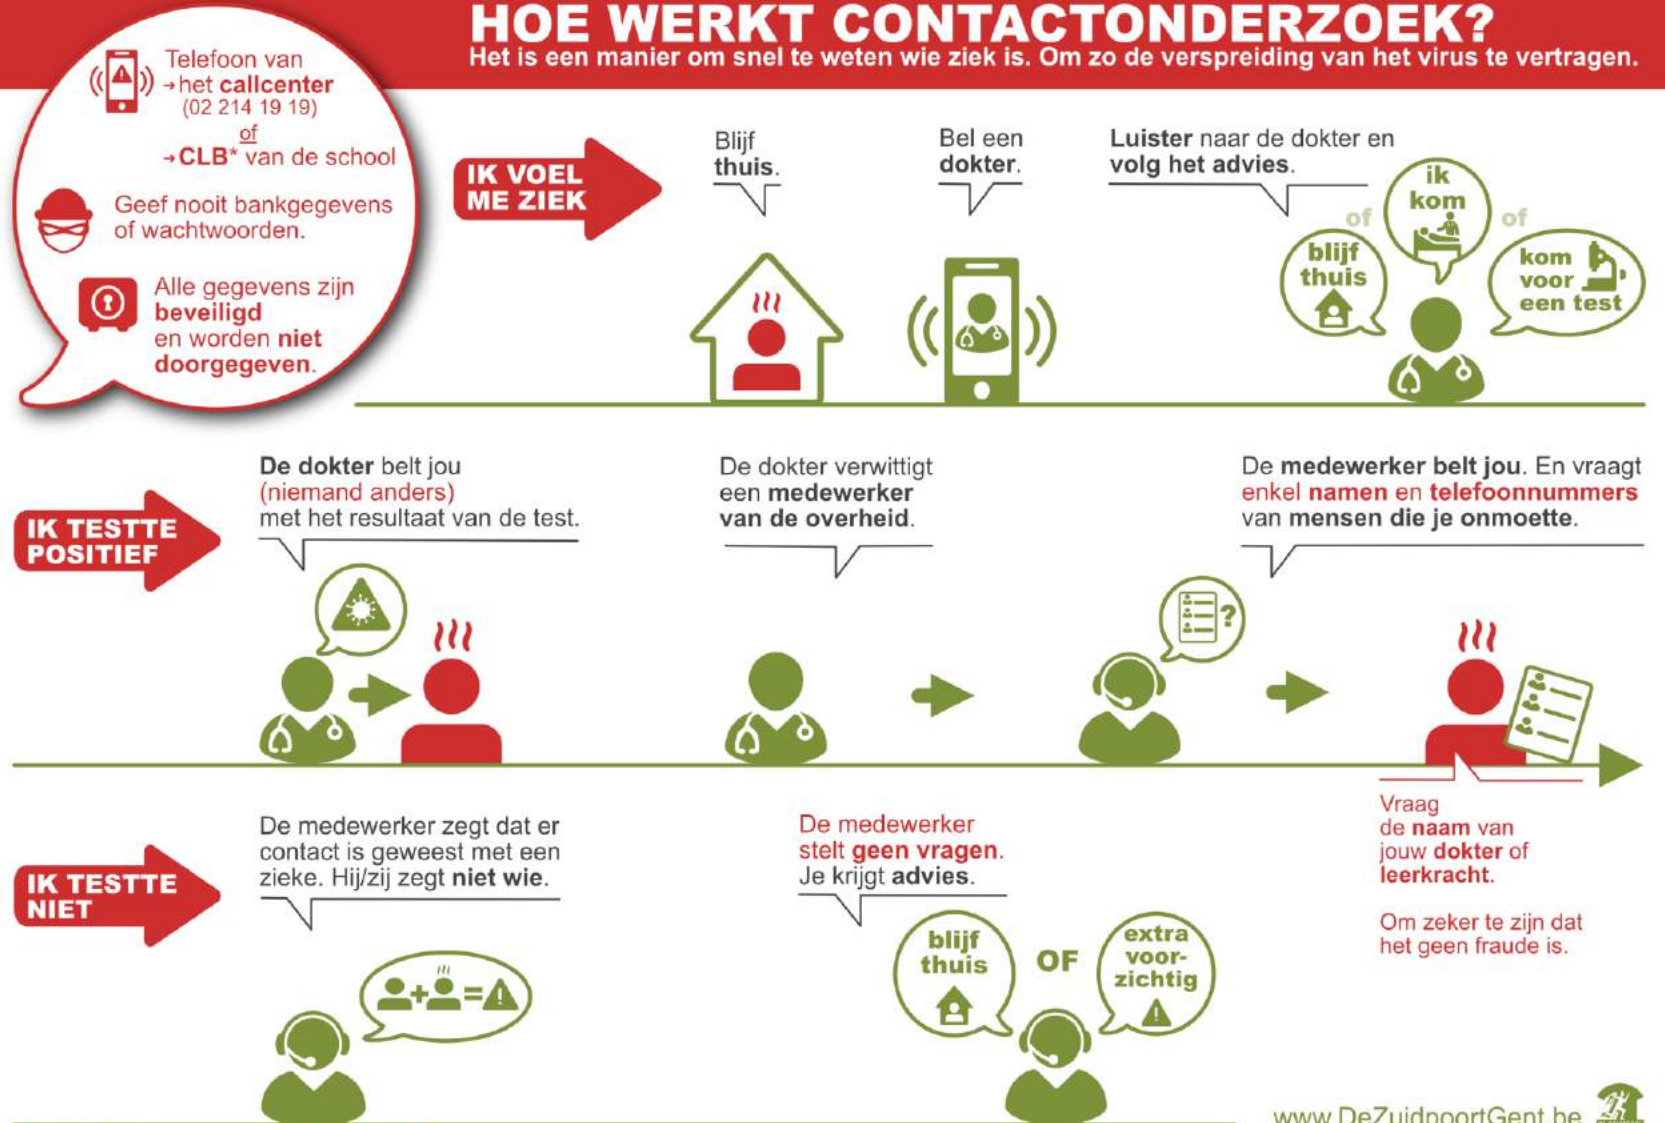 HOE WERKT CONTACTONDERZOEK?
Het is een manier om snel te weten wie ziek is. Om zo de verspreiding van het virus te vertragen.
Telefoon van
→het callcenter
(02 214 19 19)
of
→CLB* van de school
Geef nooit bankgegevens
of wachtwoorden.
Alle gegevens zijn
beveiligd
en worden niet
doorgegeven.
IK VOEL
ME ZIEK
Blijf
thuis.
Bel een
dokter.
Luister naar de dokter en
volg het advies.
blijf
thuis
of
ik
kom
of
kom
voor
een test
IK TESTTE
POSITIEF
De dokter belt jou
(niemand anders)
met het resultaat van de test.
De dokter verwittigt
een medewerker
van de overheid.
?
De medewerker belt jou. En vraagt
enkel namen en telefoonnummers
van mensen die je onmoette.
Vraag
de naam van
jouw dokter of
leerkracht.
Om zeker te zijn dat
het geen fraude is.
IK TESTTE
NIET
De medewerker zegt dat er
contact is geweest met een
zieke. Hij/zij zegt niet wie.
+ =
De medewerker
stelt geen vragen.
Je krijgt advies.
blijf
thuis
OF
extra
voor-
zichtig
www.DeZuidpoortGent.be